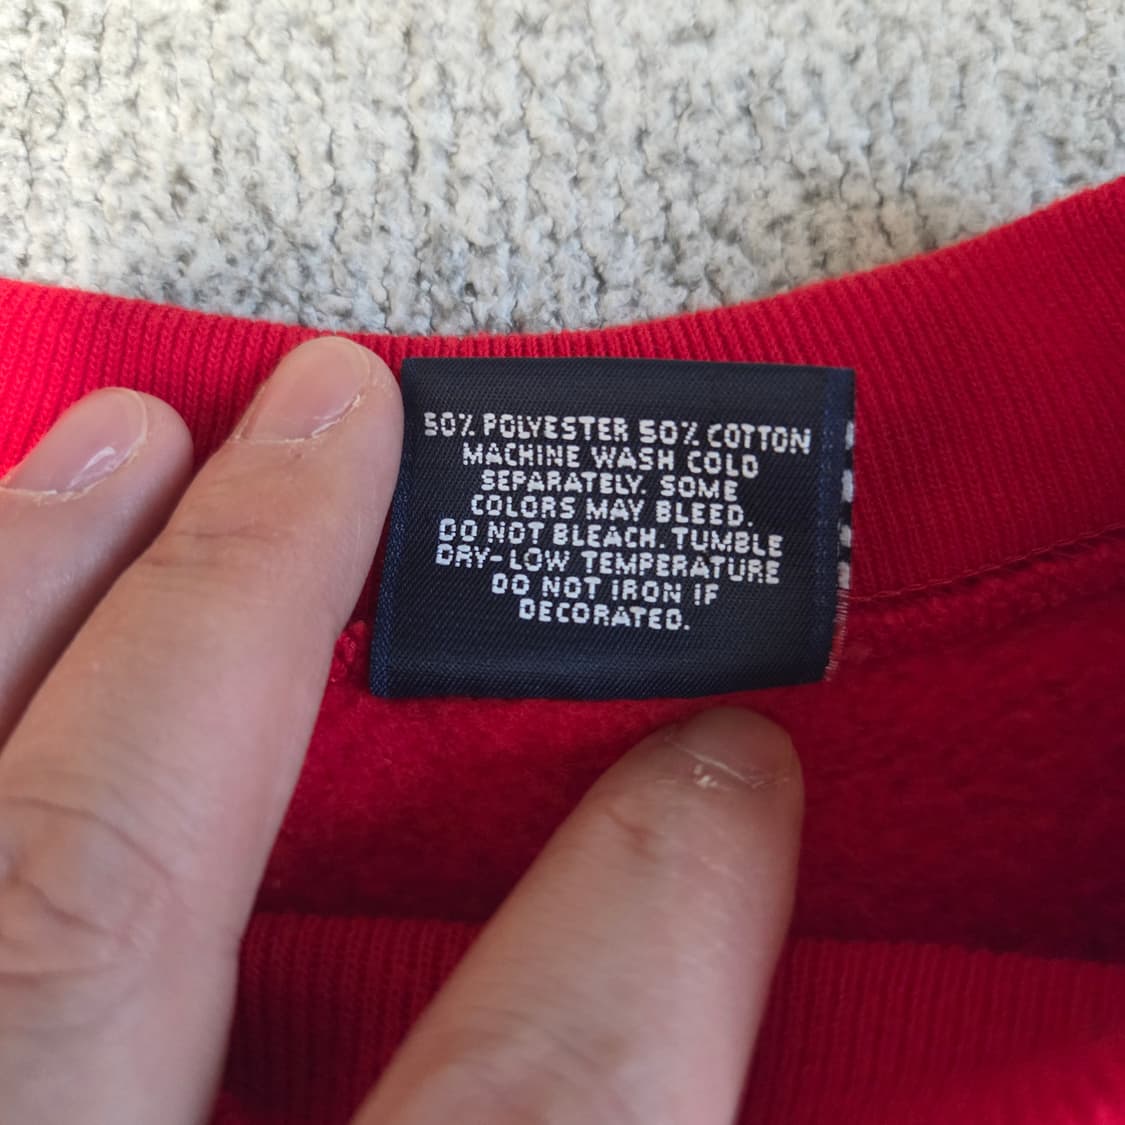 50% POLYESTER 50% COTTON
MACHINE WASH COLD
SEPARATELY. SOME
COLORS MAY BLEED.
DO NOT BLEACH. TUMBLE
DRY-LOW TEMPERATURE
DO NOT IRON IF
DECORATED.